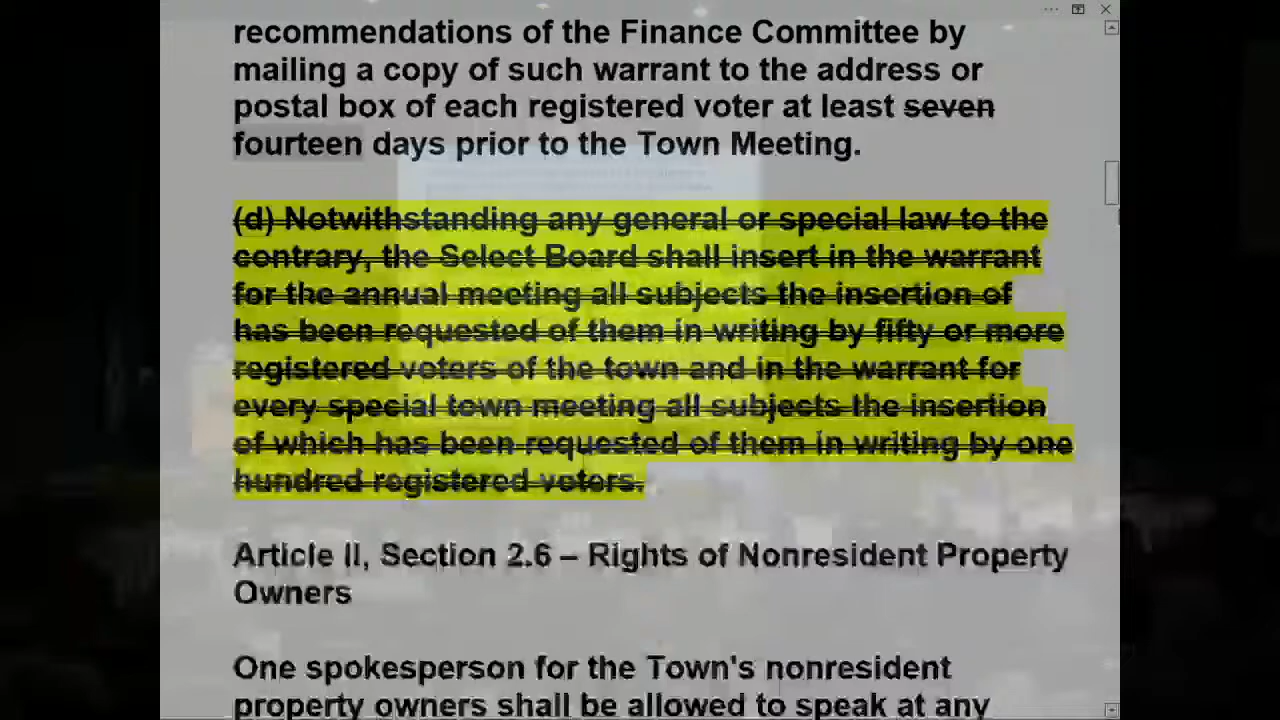 recommendations of the Finance Committee by
mailing a copy of such warrant to the address or
postal box of each registered voter at least seven
fourteen days prior to the Town Meeting.
(d) Notwithstanding any general or special law to the
contrary, the Select Board shall insert in the warrant
for the annual meeting all subjects the insertion of
has been requested of them in writing by fifty or more
registered voters of the town and in the warrant for
every special town meeting all subjects the insertion
of which has been requested of them in writing by one
hundred registered voters.
Article II, Section 2.6 – Rights of Nonresident Property
Owners
One spokesperson for the Town's nonresident
property owners shall be allowed to speak at any